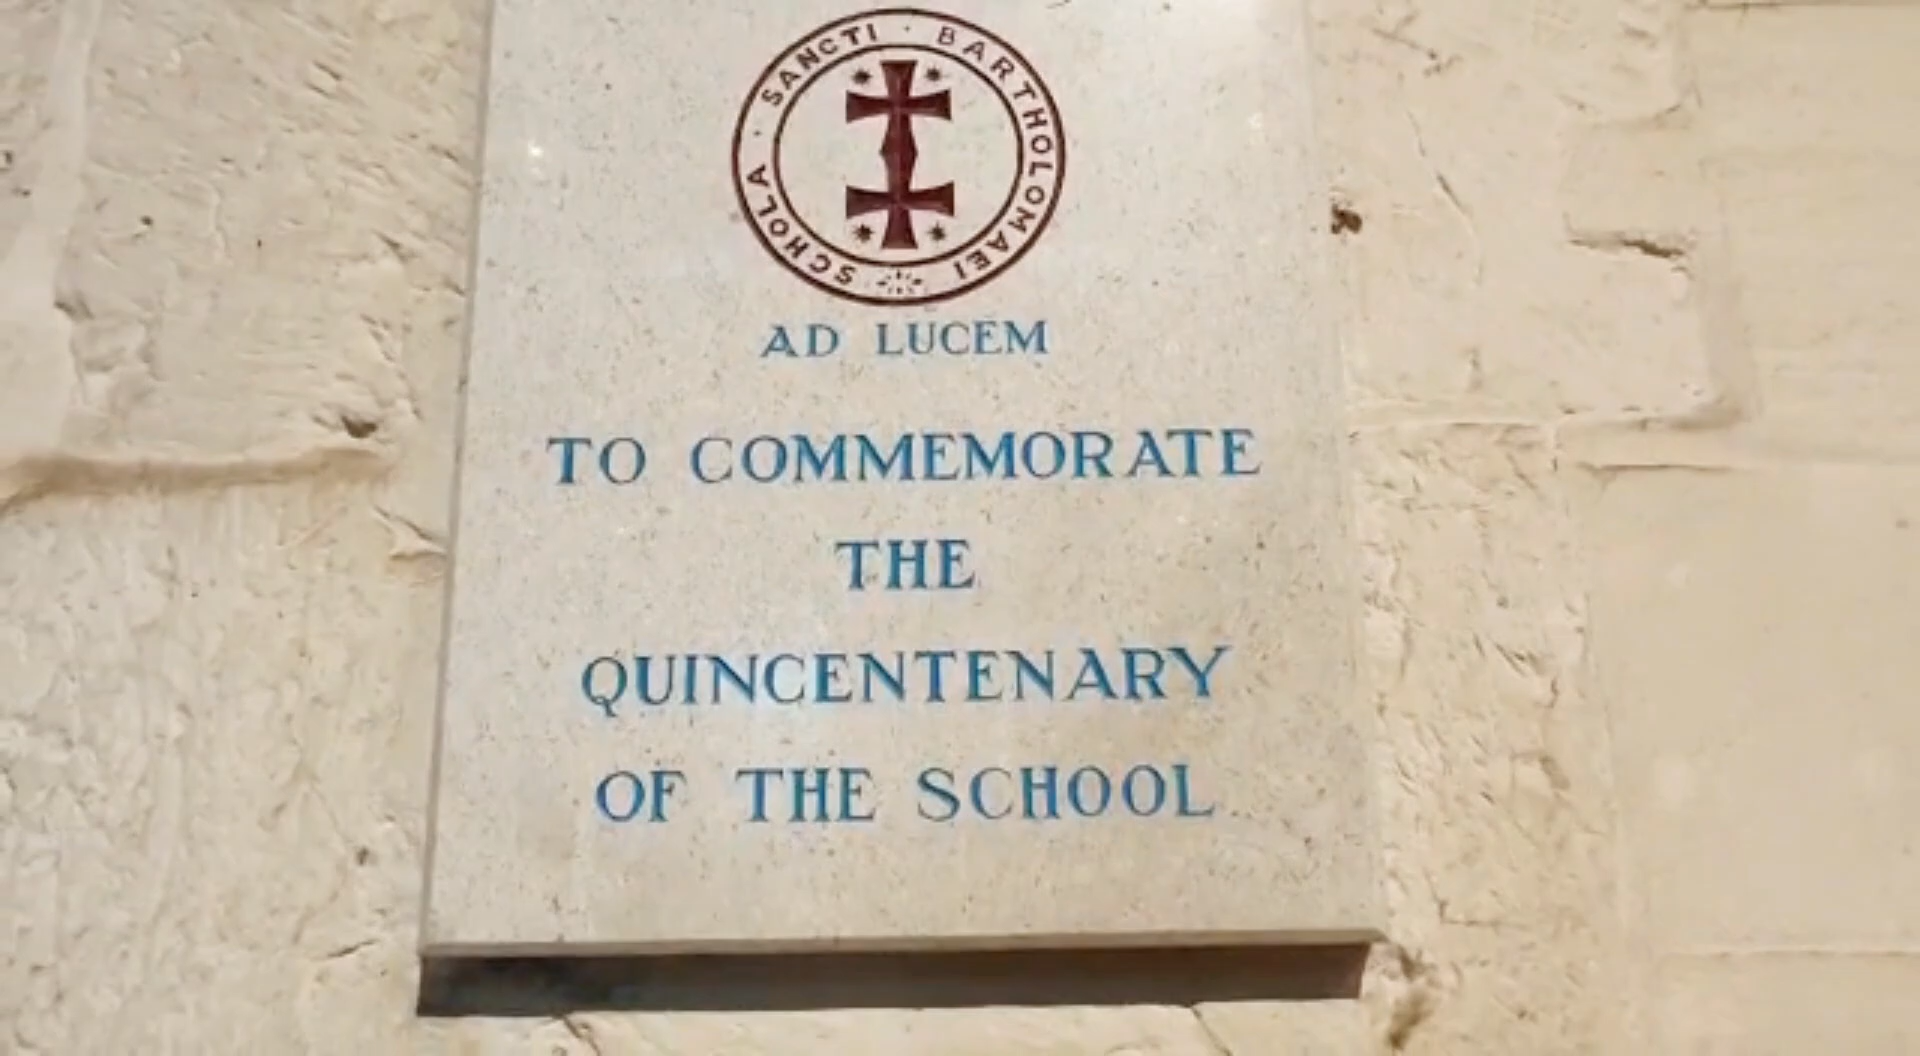 SCHOLA · SANCTI · BARTHOLOMAEI
AD LUCEM
TO COMMEMORATE
THE
QUINCENTENARY
OF THE SCHOOL